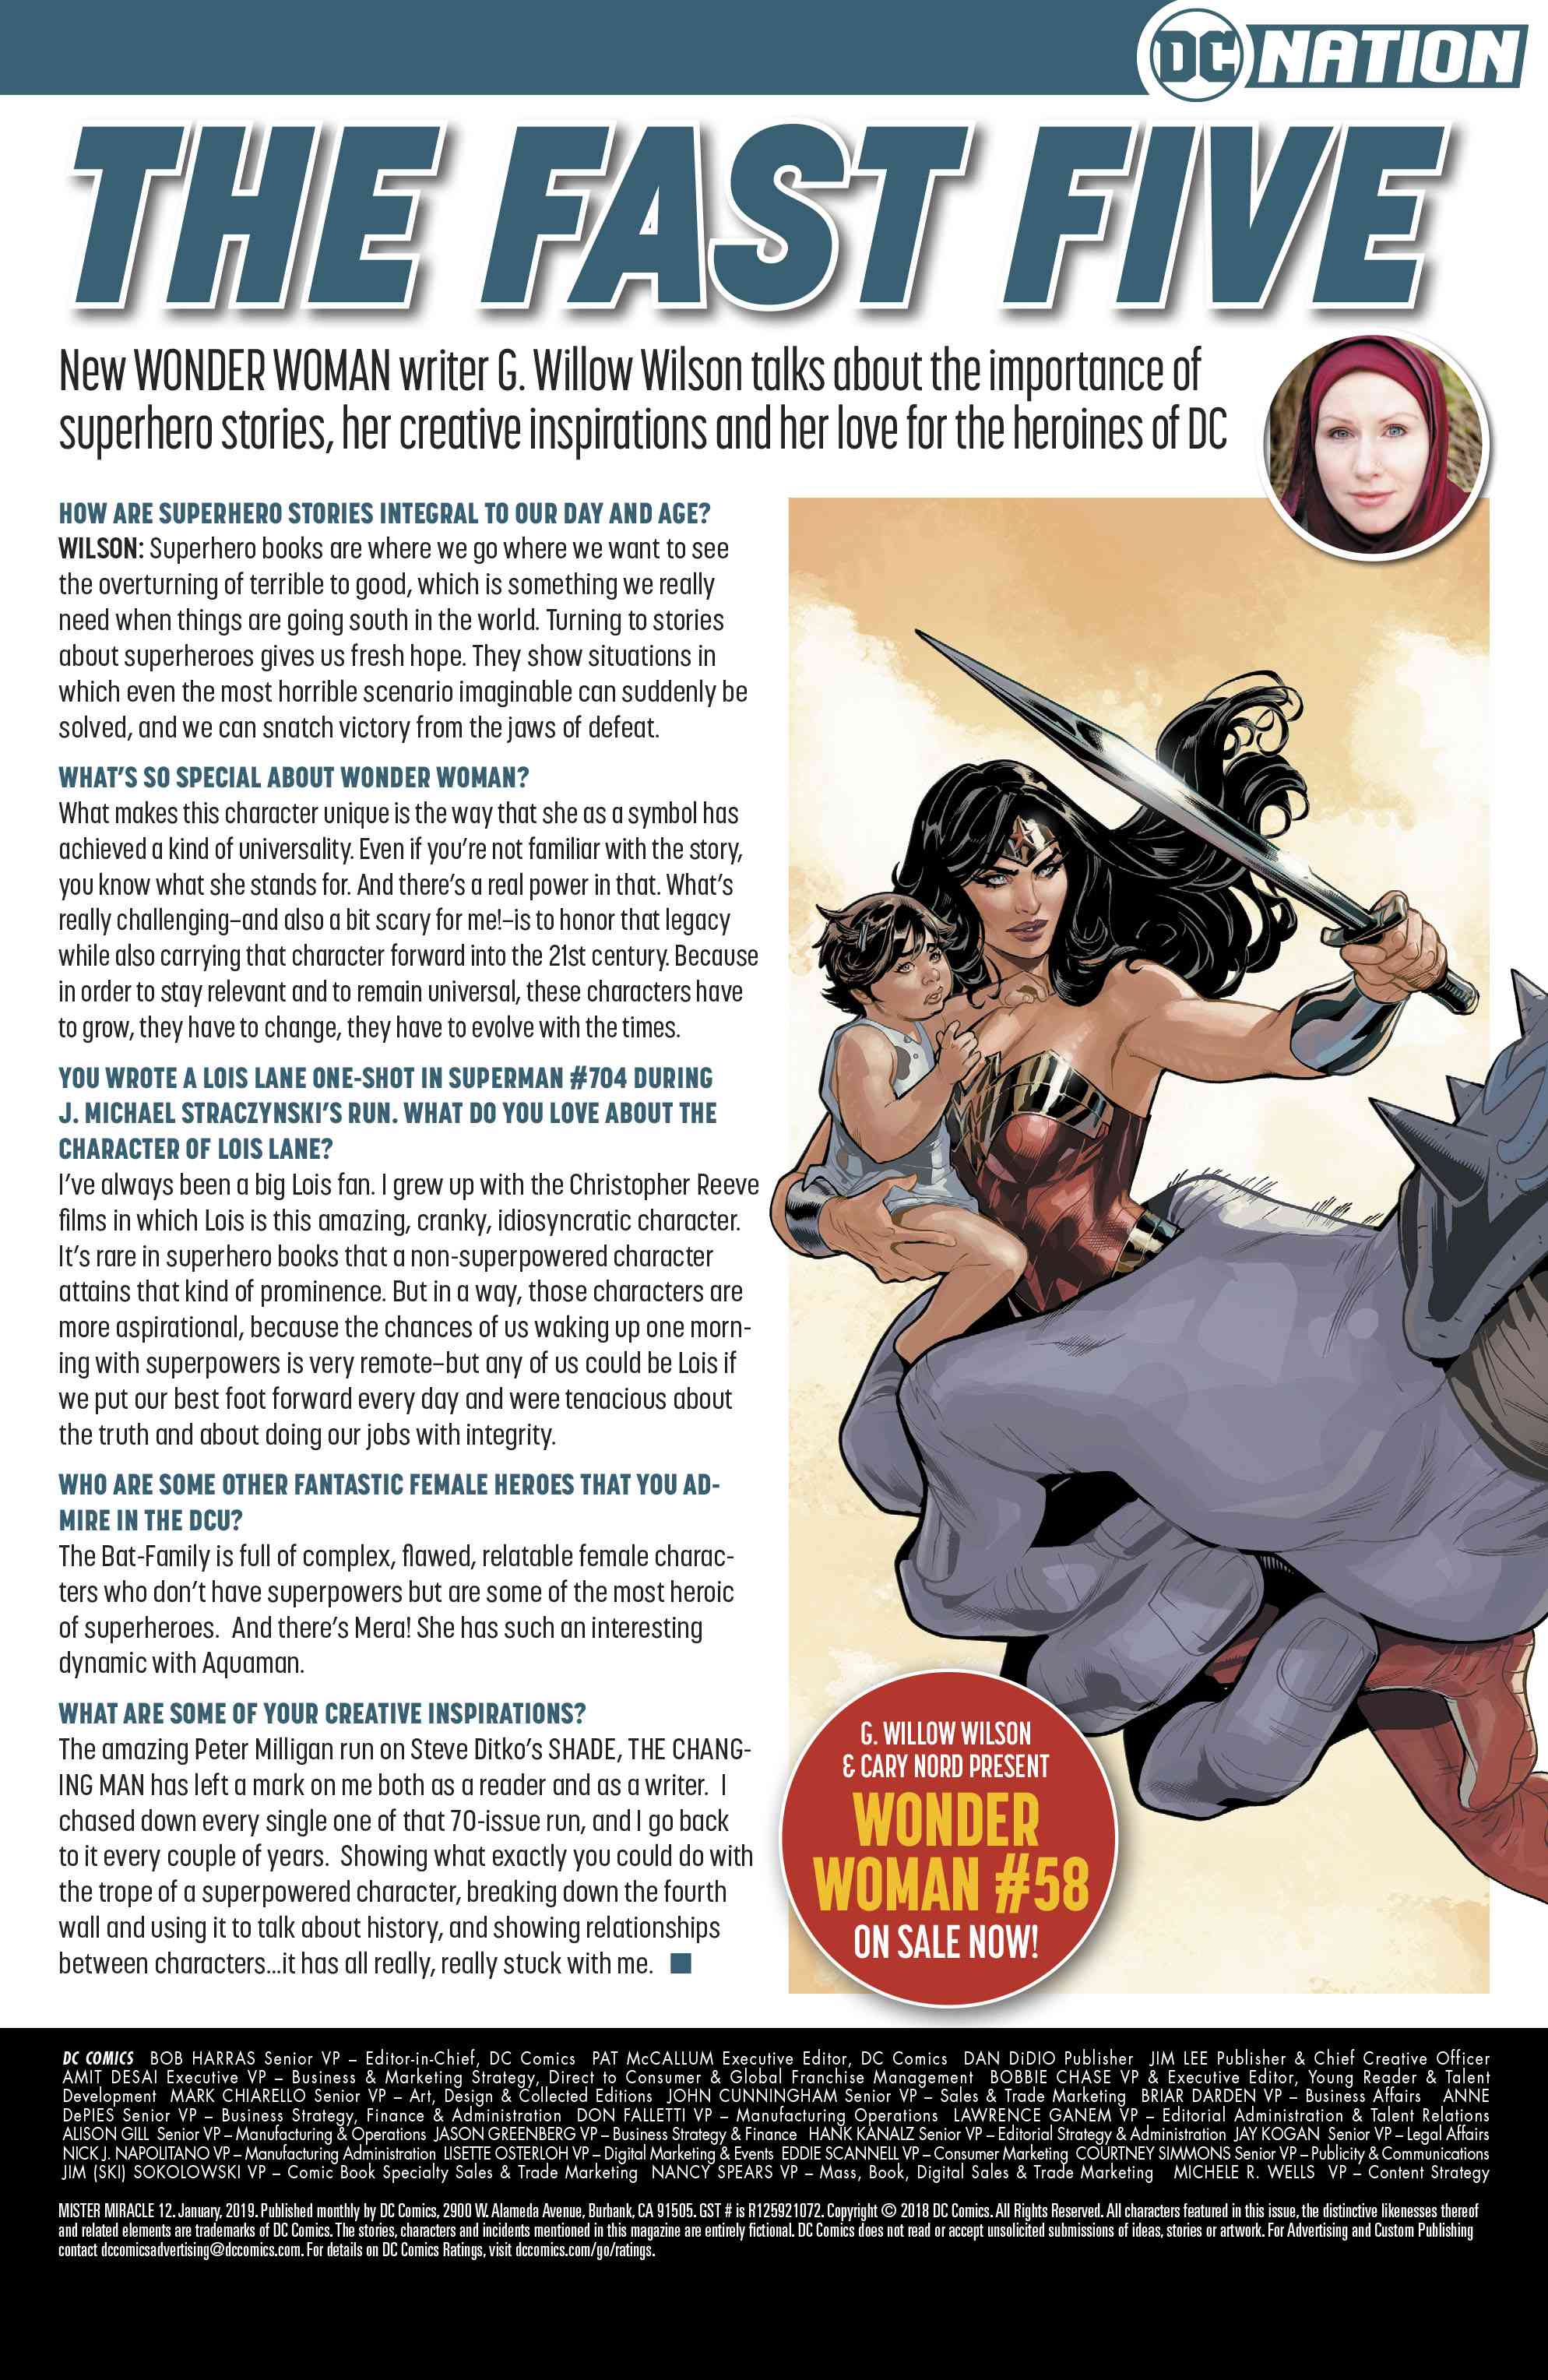 DC NATION
THE FAST FIVE
New WONDER WOMAN writer G. Willow Wilson talks about the importance of
superhero stories, her creative inspirations and her love for the heroines of DC
HOW ARE SUPERHERO STORIES INTEGRAL TO OUR DAY AND AGE?
WILSON: Superhero books are where we go where we want to see
the overturning of terrible to good, which is something we really
need when things are going south in the world. Turning to stories
about superheroes gives us fresh hope. They show situations in
which even the most horrible scenario imaginable can suddenly be
solved, and we can snatch victory from the jaws of defeat.
WHAT'S SO SPECIAL ABOUT WONDER WOMAN?
What makes this character unique is the way that she as a symbol has
achieved a kind of universality. Even if you're not familiar with the story,
you know what she stands for. And there's a real power in that. What's
really challenging–and also a bit scary for me!–is to honor that legacy
while also carrying that character forward into the 21st century. Because
in order to stay relevant and to remain universal, these characters have
to grow, they have to change, they have to evolve with the times.
YOU WROTE A LOIS LANE ONE-SHOT IN SUPERMAN #704 DURING
J. MICHAEL STRACZYNSKI'S RUN. WHAT DO YOU LOVE ABOUT THE
CHARACTER OF LOIS LANE?
I've always been a big Lois fan. I grew up with the Christopher Reeve
films in which Lois is this amazing, cranky, idiosyncratic character.
It's rare in superhero books that a non-superpowered character
attains that kind of prominence. But in a way, those characters are
more aspirational, because the chances of us waking up one morn-
ing with superpowers is very remote–but any of us could be Lois if
we put our best foot forward every day and were tenacious about
the truth and about doing our jobs with integrity.
WHO ARE SOME OTHER FANTASTIC FEMALE HEROES THAT YOU AD-
MIRE IN THE DCU?
The Bat-Family is full of complex, flawed, relatable female charac-
ters who don't have superpowers but are some of the most heroic
of superheroes. And there's Mera! She has such an interesting
dynamic with Aquaman.
WHAT ARE SOME OF YOUR CREATIVE INSPIRATIONS?
The amazing Peter Milligan run on Steve Ditko's SHADE, THE CHANG-
ING MAN has left a mark on me both as a reader and as a writer. I
chased down every single one of that 70-issue run, and I go back
to it every couple of years. Showing what exactly you could do with
the trope of a superpowered character, breaking down the fourth
wall and using it to talk about history, and showing relationships
between characters...it has all really, really stuck with me.
G. WILLOW WILSON
& CARY NORD PRESENT
WONDER
WOMAN #58
ON SALE NOW!
DC COMICS BOB HARRAS Senior VP – Editor-in-Chief, DC Comics PAT McCALLUM Executive Editor, DC Comics DAN DiDIO Publisher JIM LEE Publisher & Chief Creative Officer
AMIT DESAI Executive VP – Business & Marketing Strategy, Direct to Consumer & Global Franchise Management BOBBIE CHASE VP & Executive Editor, Young Reader & Talent
Development MARK CHIARELLO Senior VP – Art, Design & Collected Editions JOHN CUNNINGHAM Senior VP – Sales & Trade Marketing BRIAR DARDEN VP – Business Affairs ANNE
DePIES Senior VP – Business Strategy, Finance & Administration DON FALLETTI VP – Manufacturing Operations LAWRENCE GANEM VP – Editorial Administration & Talent Relations
ALISON GILL Senior VP – Manufacturing & Operations JASON GREENBERG VP – Business Strategy & Finance HANK KANALZ Senior VP – Editorial Strategy & Administration JAY KOGAN Senior VP – Legal Affairs
NICK J. NAPOLITANO VP – Manufacturing Administration LISETTE OSTERLOH VP – Digital Marketing & Events EDDIE SCANNELL VP – Consumer Marketing COURTNEY SIMMONS Senior VP – Publicity & Communications
JIM (SKI) SOKOLOWSKI VP – Comic Book Specialty Sales & Trade Marketing NANCY SPEARS VP – Mass, Book, Digital Sales & Trade Marketing MICHELE R. WELLS VP – Content Strategy
MISTER MIRACLE 12. January, 2019. Published monthly by DC Comics, 2900 W. Alameda Avenue, Burbank, CA 91505. GST # is R125921072. Copyright © 2018 DC Comics. All Rights Reserved. All characters featured in this issue, the distinctive likenesses thereof
and related elements are trademarks of DC Comics. The stories, characters and incidents mentioned in this magazine are entirely fictional. DC Comics does not read or accept unsolicited submissions of ideas, stories or artwork. For Advertising and Custom Publishing
contact dccomicsadvertising@dccomics.com. For details on DC Comics Ratings, visit dccomics.com/go/ratings.